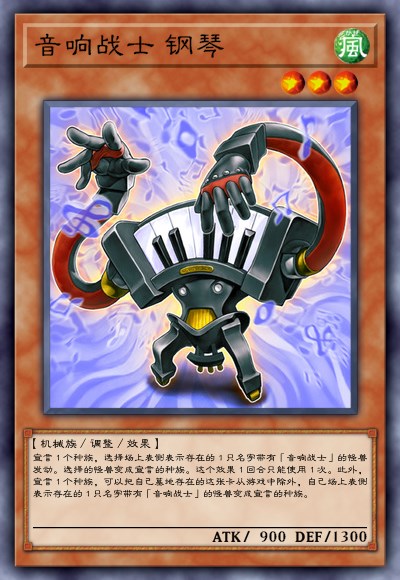 音响战士 钢琴
風
【机械族／调整／效果】
宣言1个种族，选择场上表侧表示存在的1只名字带有「音响战士」的怪兽
发动。选择的怪兽变成宣言的种族。这个效果1回合只能使用1次。此外，
宣言1个种族，可以把自己墓地存在的这张卡从游戏中除外，自己场上表侧
表示存在的1只名字带有「音响战士」的怪兽变成宣言的种族。
ATK/ 900 DEF/1300